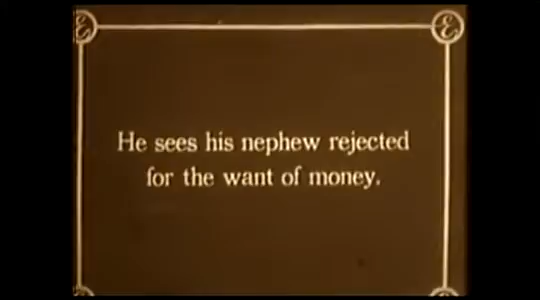 He sees his nephew rejected
for the want of money.